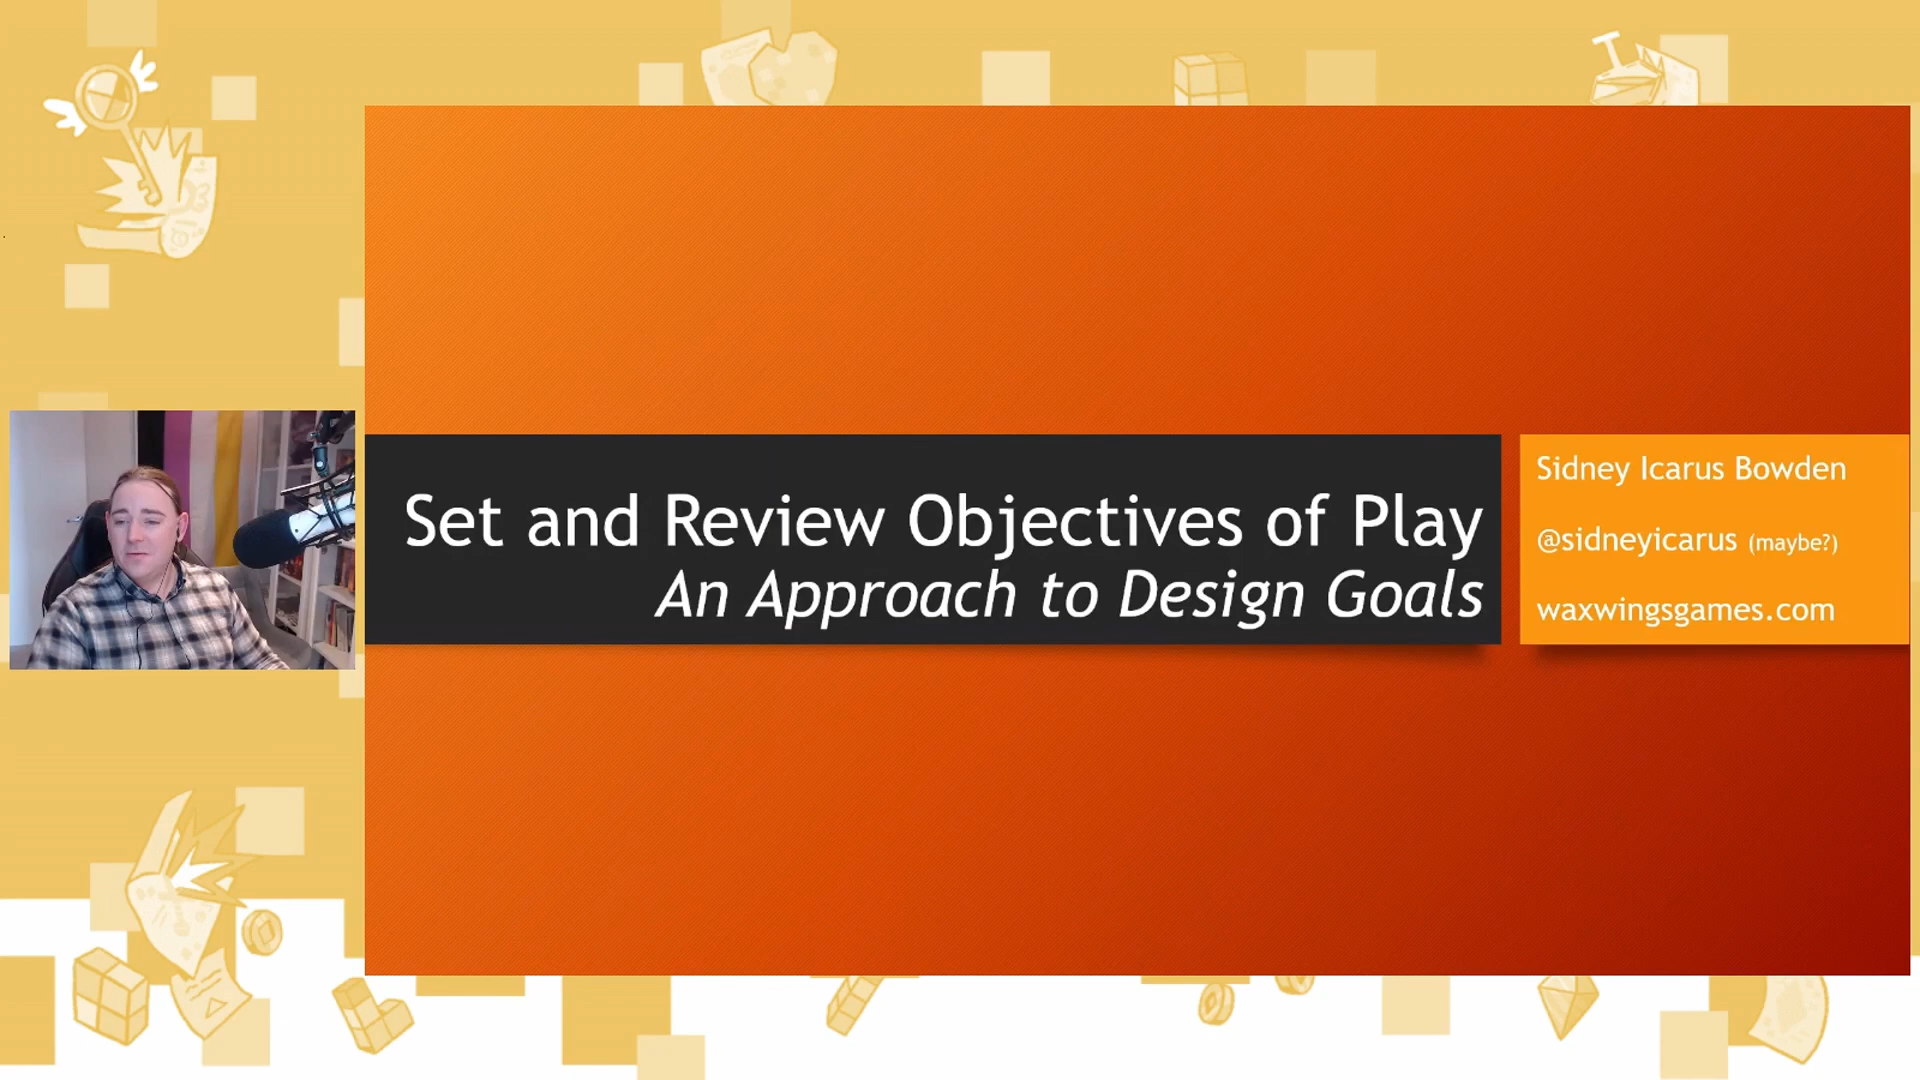 Set and Review Objectives of Play
An Approach to Design Goals
Sidney Icarus Bowden
@sidneyicarus (maybe?)
waxwingsgames.com